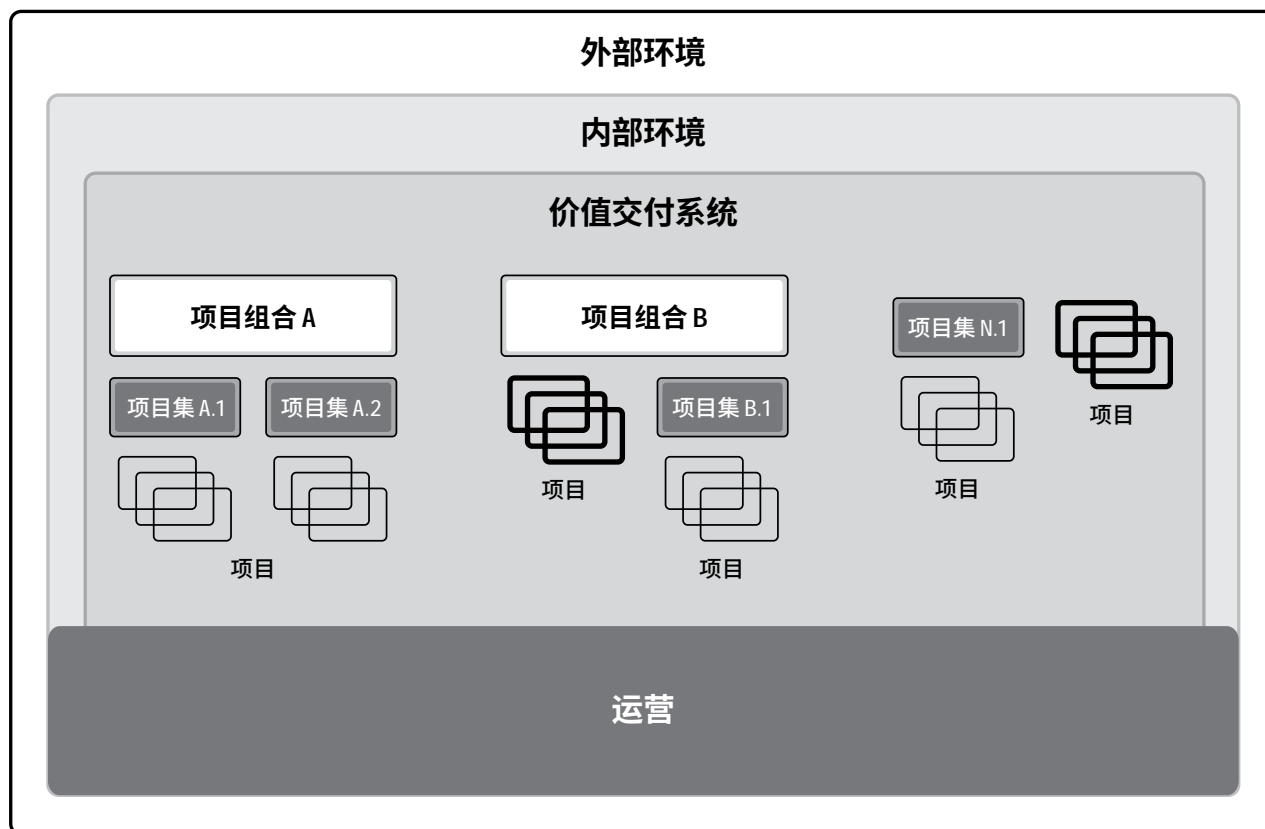 外部环境
内部环境
价值交付系统
项目组合 A
项目集 A.1
项目集 A.2
项目
项目组合 B
项目
项目集 B.1
项目
项目集 N.1
项目
项目
运营